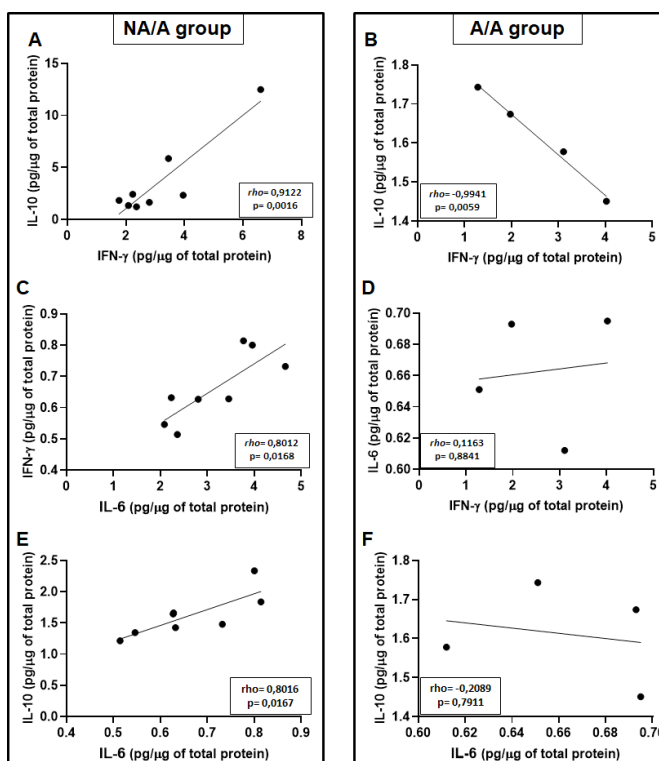 NA/A group
A
IL-10 (pg/μg of total protein)
15
10
5
0
0 2 4 6 8
IFN-γ (pg/μg of total protein)
rho= 0,9122
p= 0,0016
A/A group
B
IL-10 (pg/μg of total protein)
1.8
1.7
1.6
1.5
1.4
0 1 2 3 4 5
IFN-γ (pg/μg of total protein)
rho= -0,9941
p= 0,0059
C
IFN-γ (pg/μg of total protein)
0.9
0.8
0.7
0.6
0.5
0.4
0 1 2 3 4 5
IL-6 (pg/μg of total protein)
rho= 0,8012
p= 0,0168
D
IL-6 (pg/μg of total protein)
0.70
0.68
0.66
0.64
0.62
0.60
0 1 2 3 4 5
IFN-γ (pg/μg of total protein)
rho= 0,1163
p= 0,8841
E
IL-10 (pg/μg of total protein)
2.5
2.0
1.5
1.0
0.5
0.0
0.4 0.5 0.6 0.7 0.8 0.9
IL-6 (pg/μg of total protein)
rho= 0,8016
p= 0,0167
F
IL-10 (pg/μg of total protein)
1.8
1.7
1.6
1.5
1.4
0.60 0.62 0.64 0.66 0.68 0.70
IL-6 (pg/μg of total protein)
rho= -0,2089
p= 0,7911